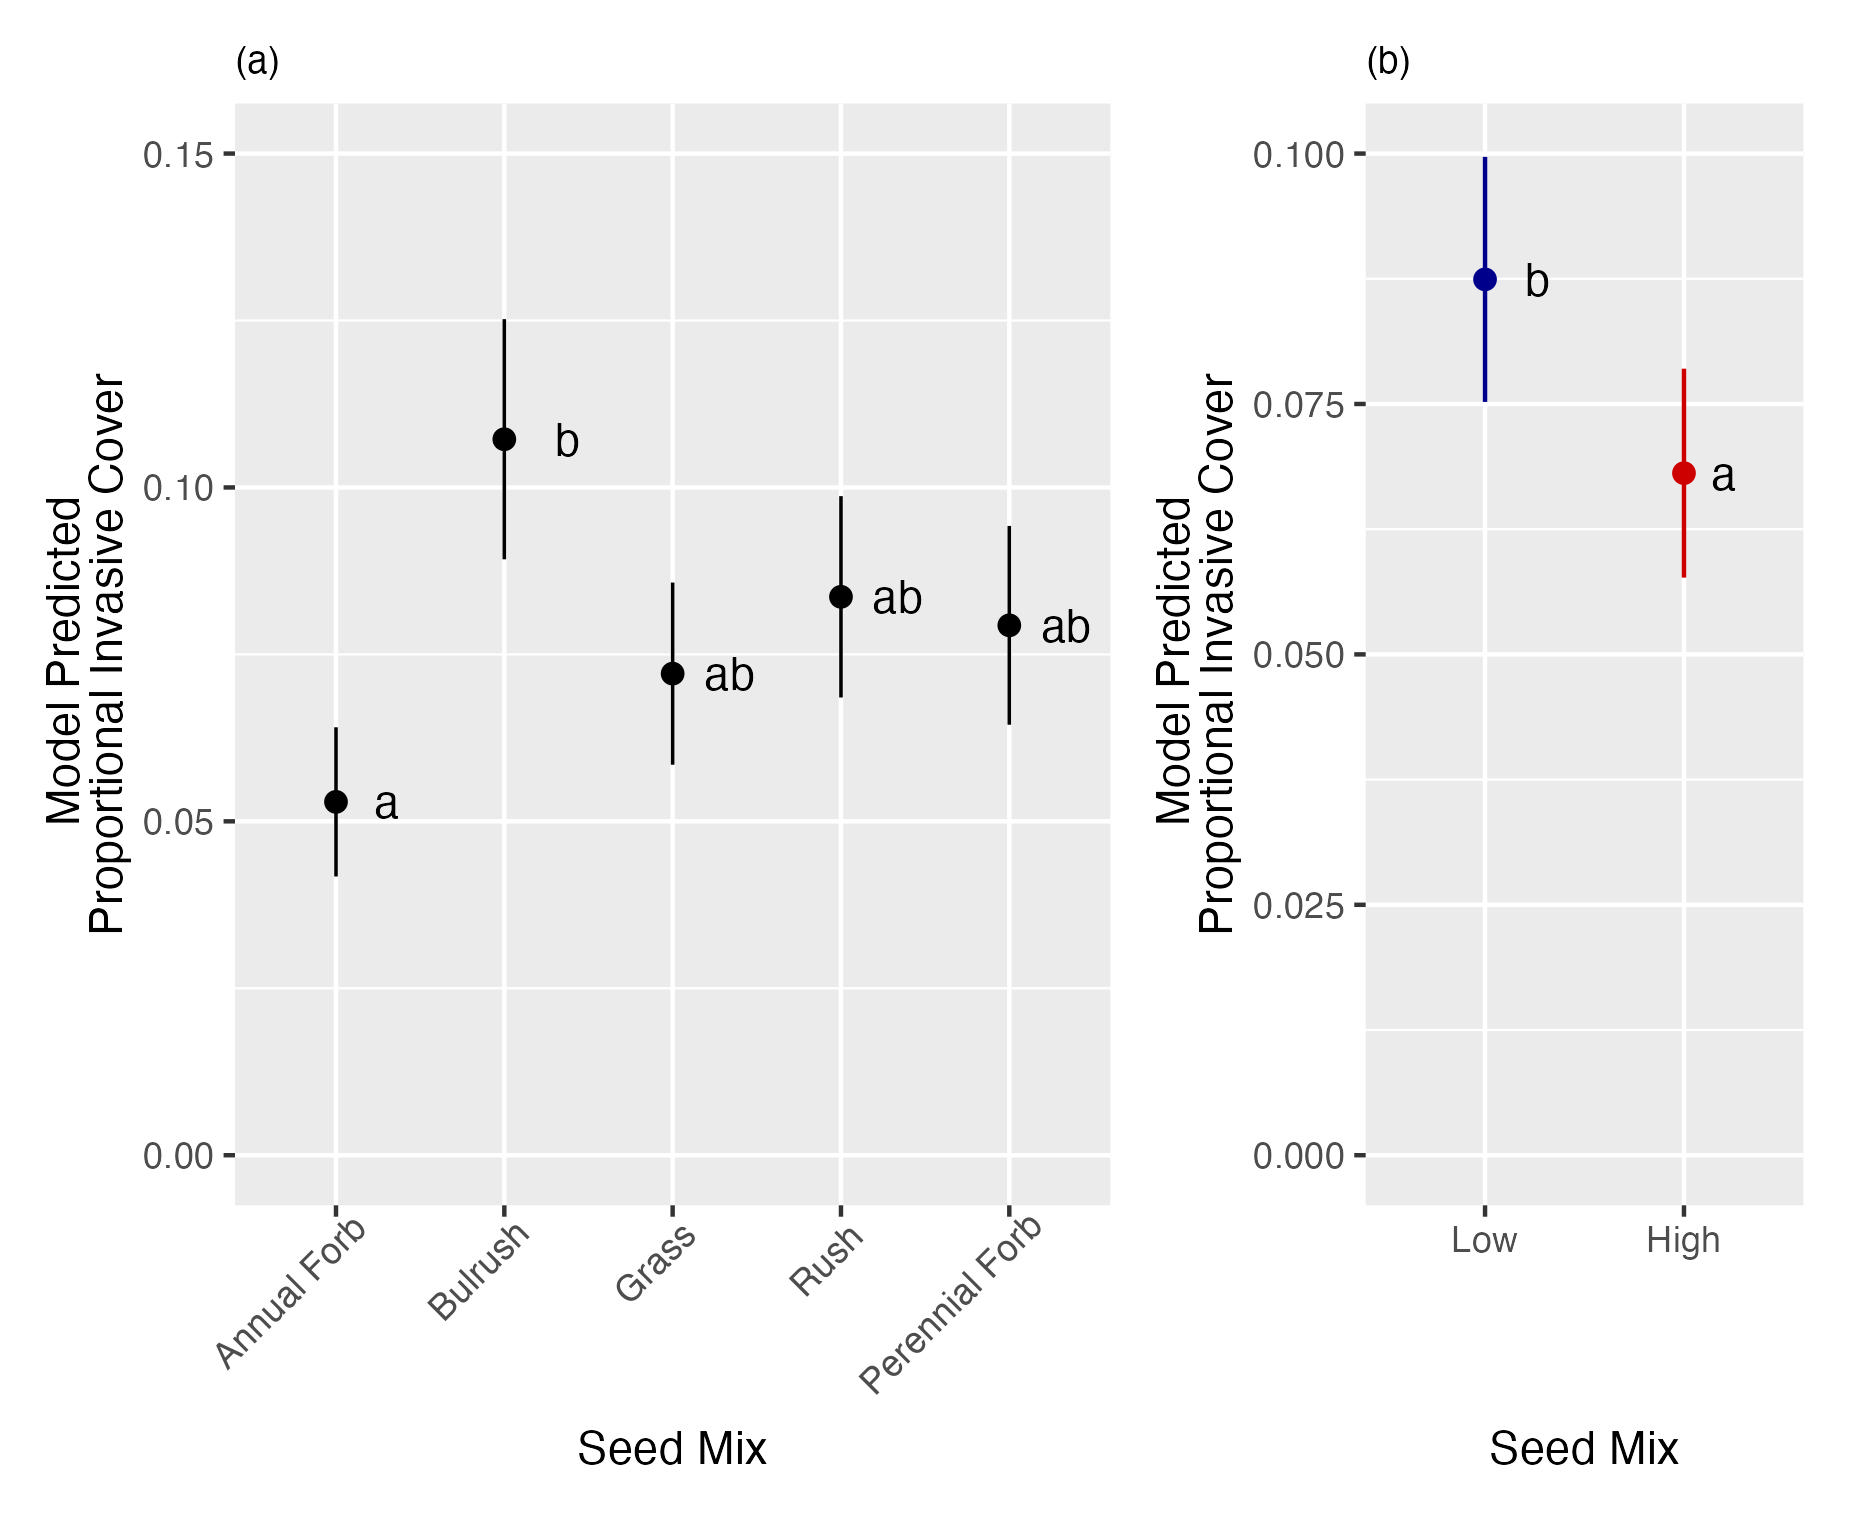 (a)
Model Predicted
Proportional Invasive Cover
0.15
0.10
0.05
0.00
a
b
ab
ab
ab
Annual Forb
Bulrush
Grass
Rush
Perennial Forb
Seed Mix
(b)
Model Predicted
Proportional Invasive Cover
0.100
0.075
0.050
0.025
0.000
b
a
Low
High
Seed Mix